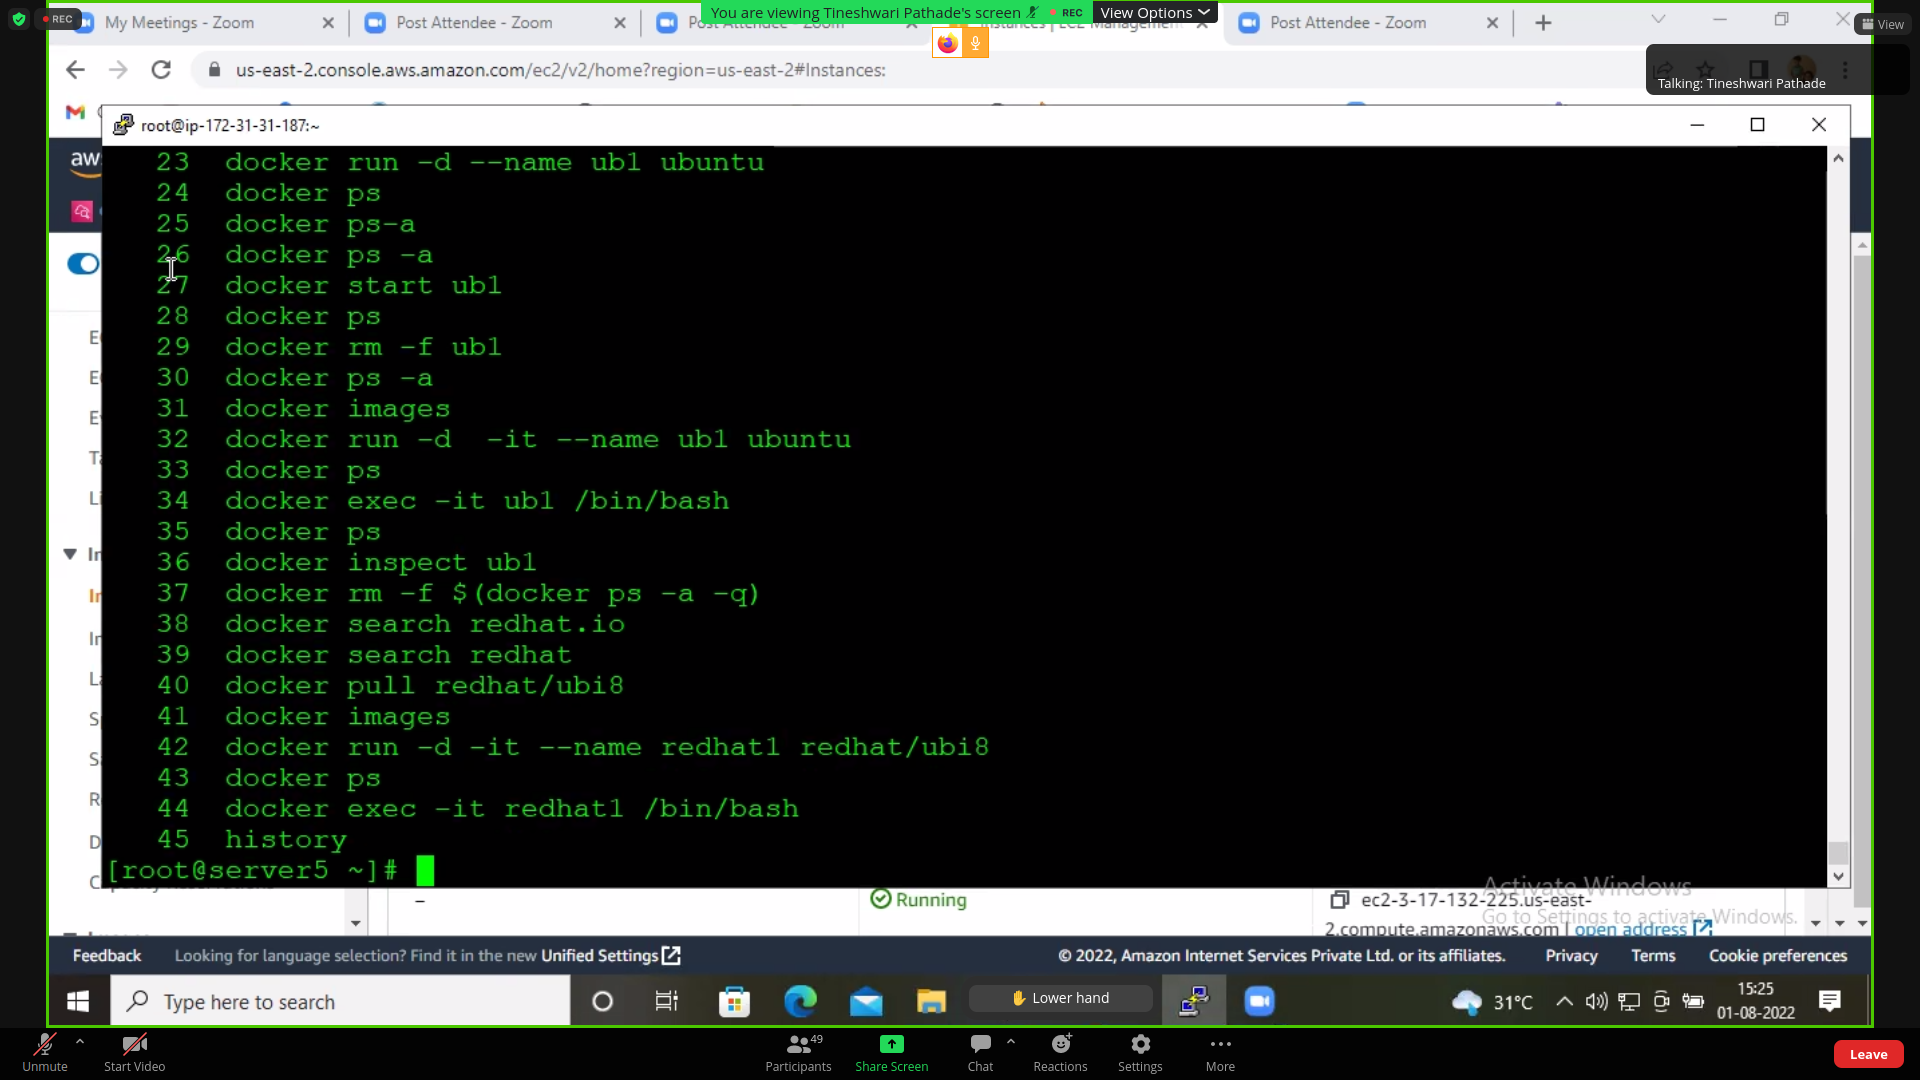 REC
My Meetings - Zoom
Post Attendee - Zoom
You are viewing Tineshwari Pathade's screen
REC
View Options
Post Attendee - Zoom
View
us-east-2.console.aws.amazon.com/ec2/v2/home?region=us-east-2#Instances:
Talking: Tineshwari Pathade
root@ip-172-31-31-187:~
23 docker run -d --name ub1 ubuntu
24 docker ps
25 docker ps-a
26 docker ps -a
27 docker start ub1
28 docker ps
29 docker rm -f ub1
30 docker ps -a
31 docker images
32 docker run -d  -it --name ub1 ubuntu
33 docker ps
34 docker exec -it ub1 /bin/bash
35 docker ps
36 docker inspect ub1
37 docker rm -f $(docker ps -a -q)
38 docker search redhat.io
39 docker search redhat
40 docker pull redhat/ubi8
41 docker images
42 docker run -d -it --name redhat1 redhat/ubi8
43 docker ps
44 docker exec -it redhat1 /bin/bash
45 history
[root@server5 ~]#
Running
ec2-3-17-132-225.us-east-
2.compute.amazonaws.com | open address
Activate Windows
Go to Settings to activate Windows.
Feedback
Looking for language selection? Find it in the new Unified Settings
© 2022, Amazon Internet Services Private Ltd. or its affiliates.
Privacy
Terms
Cookie preferences
Type here to search
Lower hand
31°C
15:25
01-08-2022
Unmute
Start Video
Participants
49
Share Screen
Chat
Reactions
Settings
More
Leave